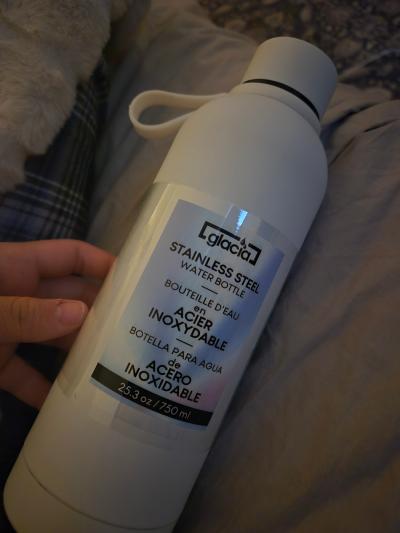 glacia
STAINLESS STEEL
WATER BOTTLE
BOUTEILLE D'EAU
en
ACIER
INOXYDABLE
BOTELLA PARA AGUA
de
ACERO
INOXIDABLE
25.3 oz / 750 ml